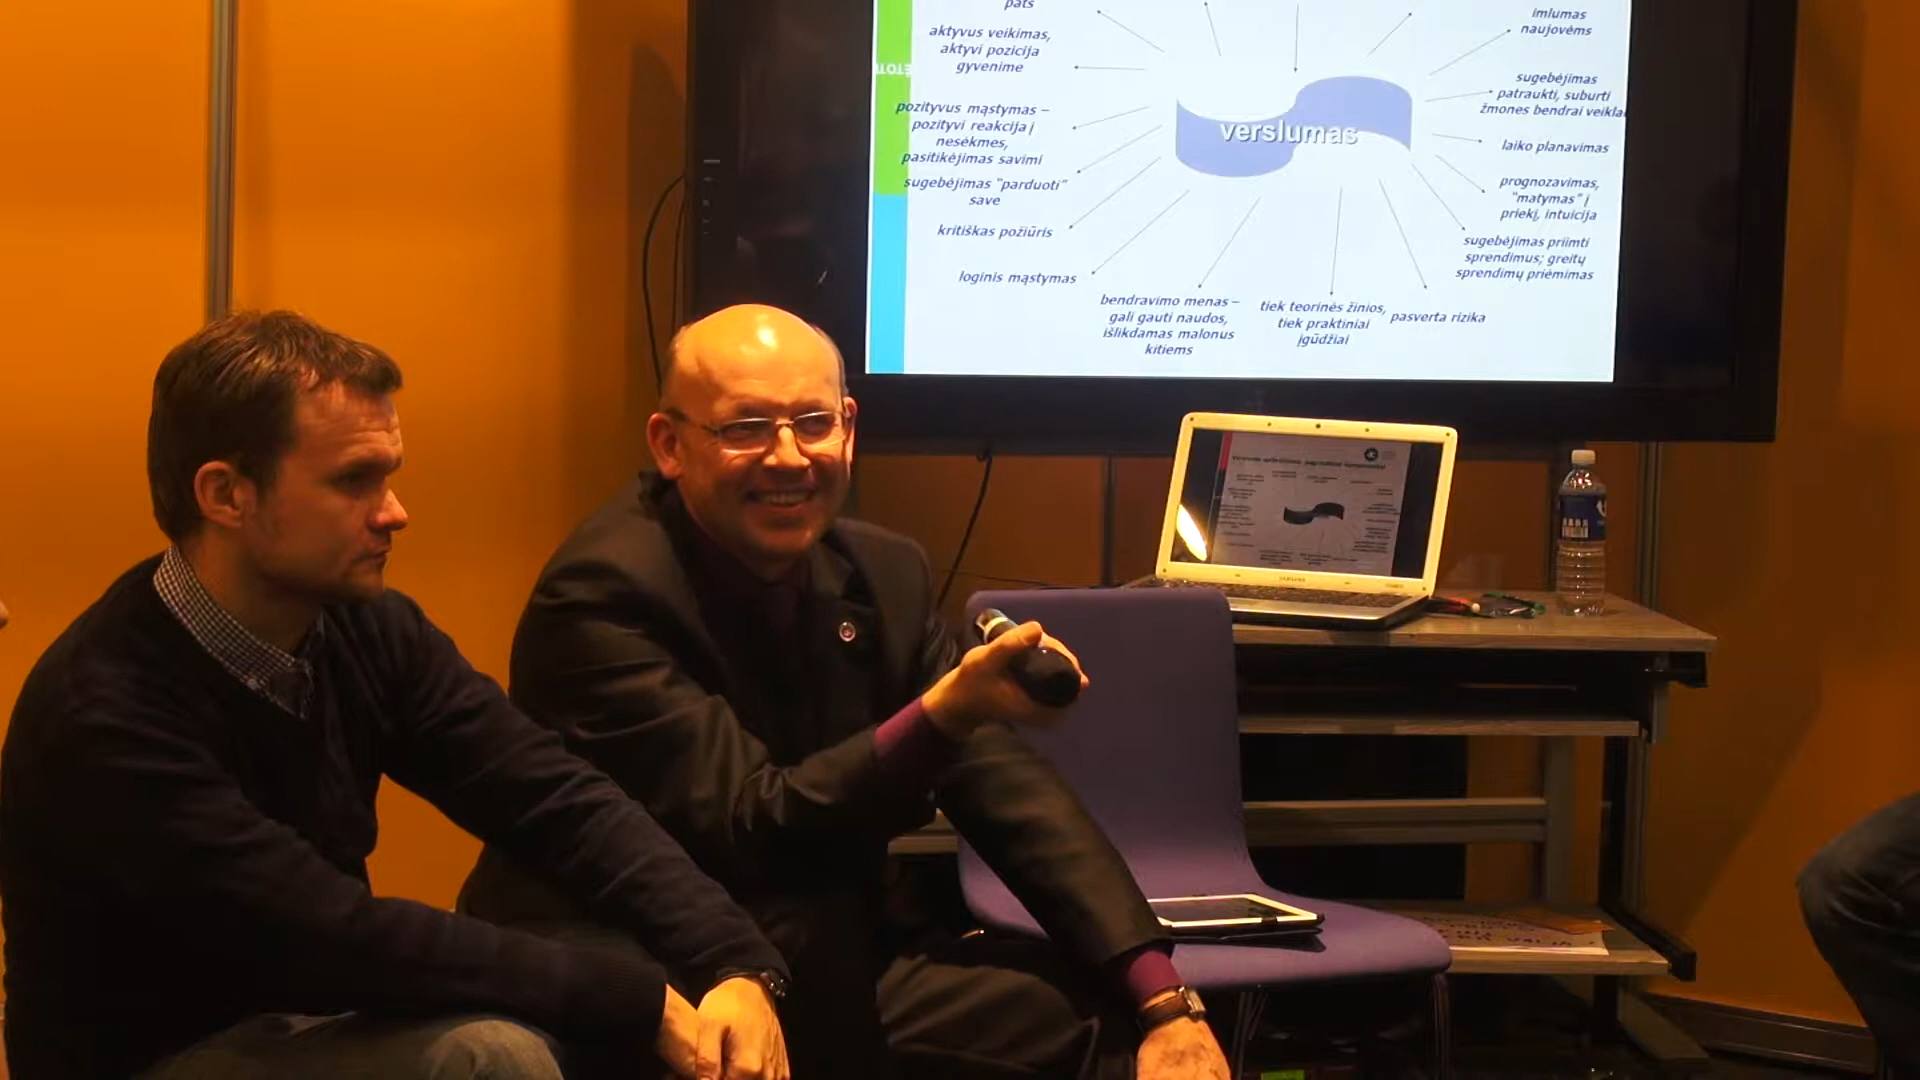 pats
aktyvus veikimas,
aktyvi pozicija
gyvenime
pozityvus mąstymas –
pozityvi reakcija į
nesėkmes,
pasitikėjimas savimi
sugebėjimas "parduoti"
save
kritiškas požiūris
loginis mąstymas
bendravimo menas –
gali gauti naudos,
išlikdamas malonus
kitiems
tiek teorinės žinios,
tiek praktiniai
įgūdžiai
pasverta rizika
verslumas
imlumas
naujovėms
sugebėjimas
patraukti, suburti
žmones bendrai veikla
laiko planavimas
prognozavimas,
"matymas" į
priekį, intuicija
sugebėjimas priimti
sprendimus; greitų
sprendimų priėmimas
SAMSUNG